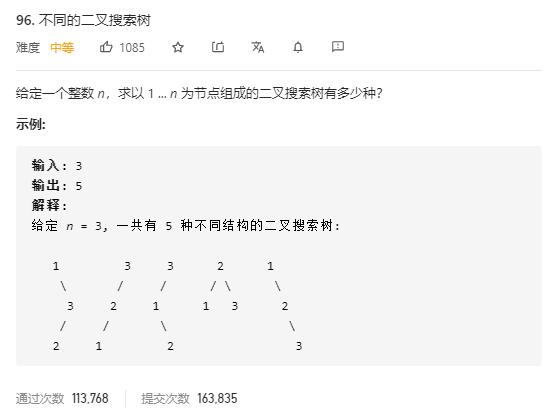 96. 不同的二叉搜索树
难度 中等 1085
给定一个整数 n，求以 1 ... n 为节点组成的二叉搜索树有多少种？
示例:
输入: 3
输出: 5
解释:
给定 n = 3, 一共有 5 种不同结构的二叉搜索树:
   1         3     3      2      1
    \       /     /      / \      \
     3     2     1      1   3      2
    /     /       \                 \
   2     1         2                 3
通过次数 113,768 提交次数 163,835